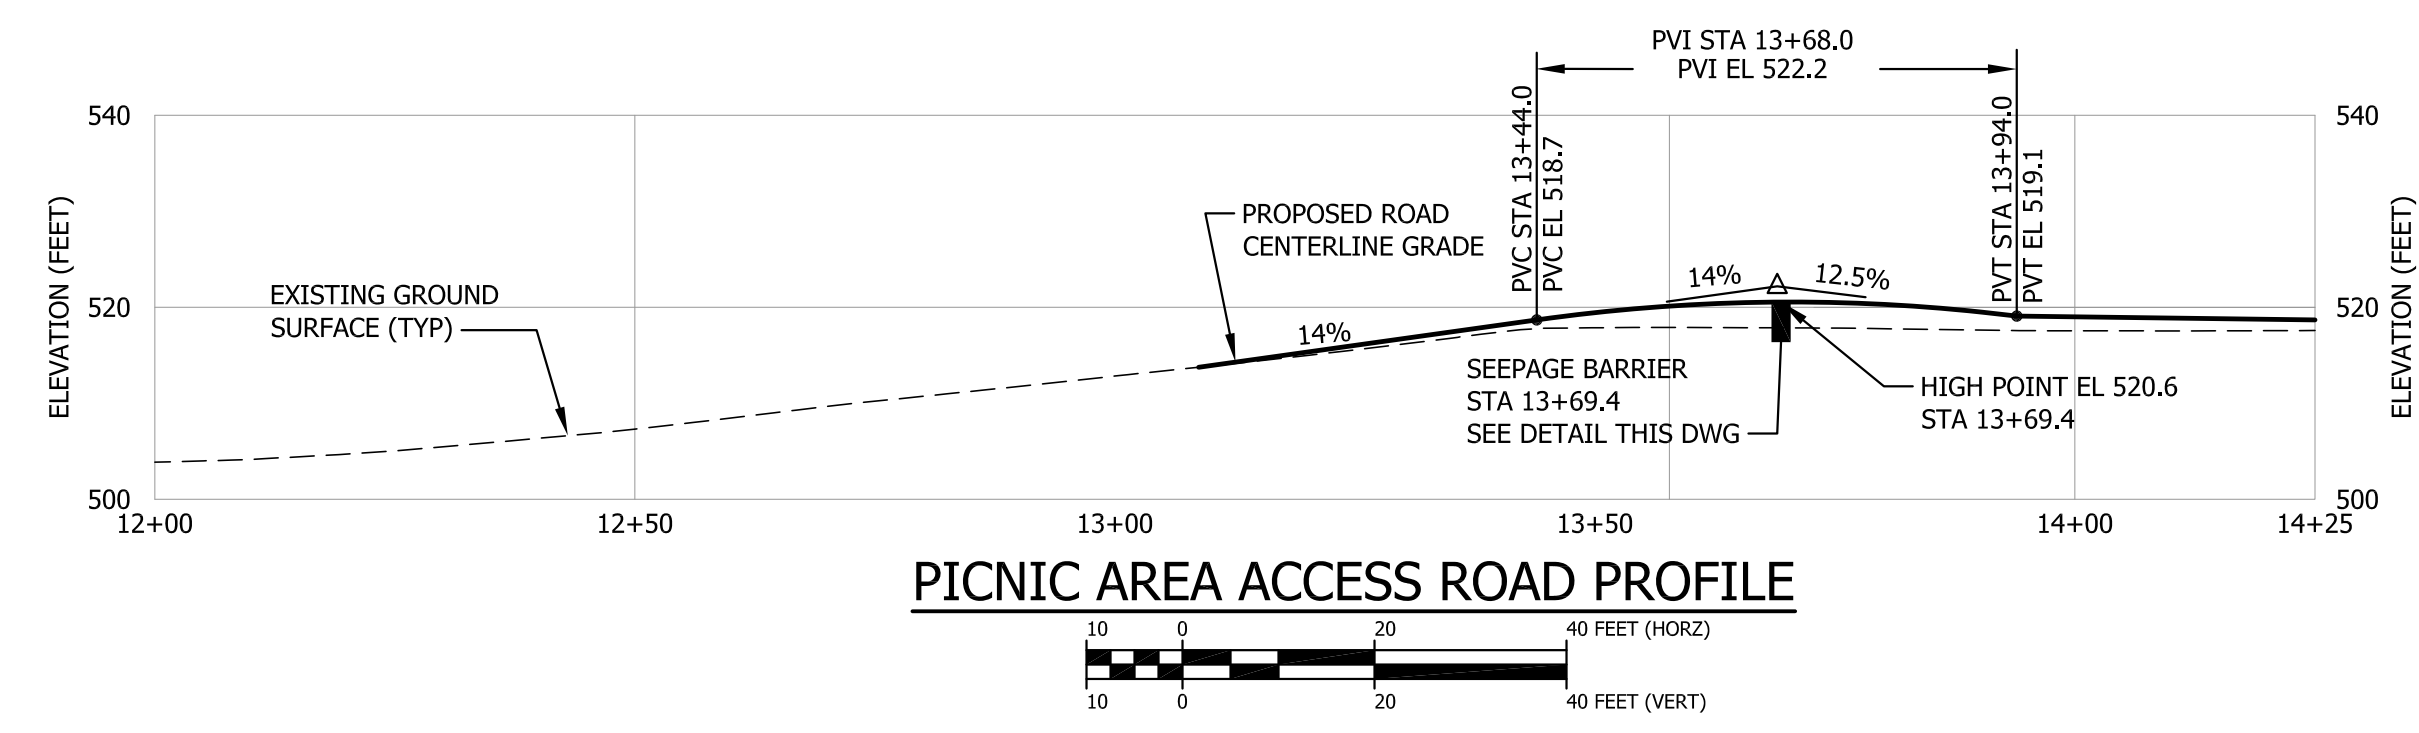 PVI STA 13+68.0
PVI EL 522.2
PVC STA 13+44.0
PVC EL 518.7
PVT STA 13+94.0
PVT EL 519.1
540
540
ELEVATION (FEET)
ELEVATION (FEET)
PROPOSED ROAD
CENTERLINE GRADE
14%
12.5%
EXISTING GROUND
SURFACE (TYP)
520
520
14%
SEEPAGE BARRIER
STA 13+69.4
SEE DETAIL THIS DWG
HIGH POINT EL 520.6
STA 13+69.4
500
500
12+00
12+50
13+00
13+50
14+00
14+25
PICNIC AREA ACCESS ROAD PROFILE
10 0 20 40 FEET (HORZ)
10 0 20 40 FEET (VERT)